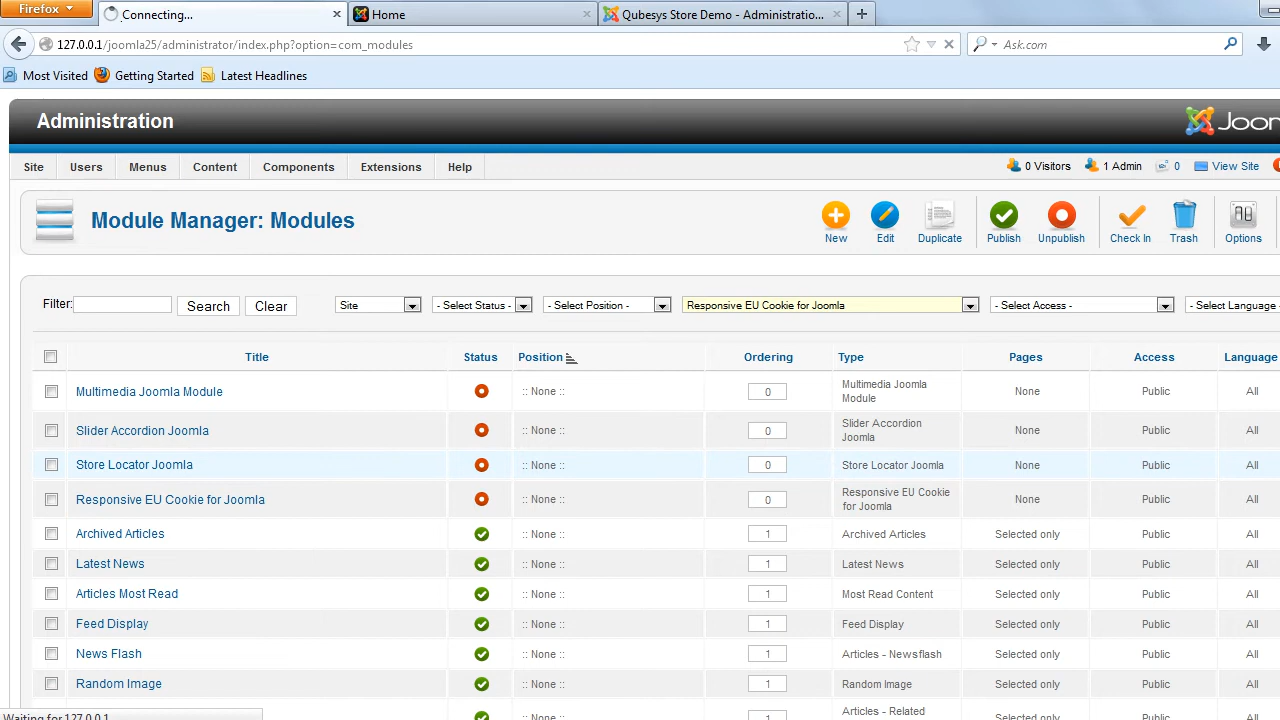 Firefox
Connecting...
Home
Qubesys Store Demo - Administratio...
127.0.0.1/joomla25/administrator/index.php?option=com_modules
Ask.com
Most Visited
Getting Started
Latest Headlines
Administration
Joom
Site
Users
Menus
Content
Components
Extensions
Help
0 Visitors
1 Admin
0
View Site
Module Manager: Modules
New
Edit
Duplicate
Publish
Unpublish
Check In
Trash
Options
Filter:
Search
Clear
Site
- Select Status -
- Select Position -
Responsive EU Cookie for Joomla
- Select Access -
- Select Language
Title
Status
Position
Ordering
Type
Pages
Access
Language
Multimedia Joomla Module
:: None ::
0
Multimedia Joomla
Module
None
Public
All
Slider Accordion Joomla
:: None ::
0
Slider Accordion
Joomla
None
Public
All
Store Locator Joomla
:: None ::
0
Store Locator Joomla
None
Public
All
Responsive EU Cookie for Joomla
:: None ::
0
Responsive EU Cookie
for Joomla
None
Public
All
Archived Articles
:: None ::
1
Archived Articles
Selected only
Public
All
Latest News
:: None ::
1
Latest News
Selected only
Public
All
Articles Most Read
:: None ::
1
Most Read Content
Selected only
Public
All
Feed Display
:: None ::
1
Feed Display
Selected only
Public
All
News Flash
:: None ::
1
Articles - Newsflash
Selected only
Public
All
Random Image
:: None ::
1
Random Image
Selected only
Public
All
Articles - Related
Waiting for 127.0.0.1